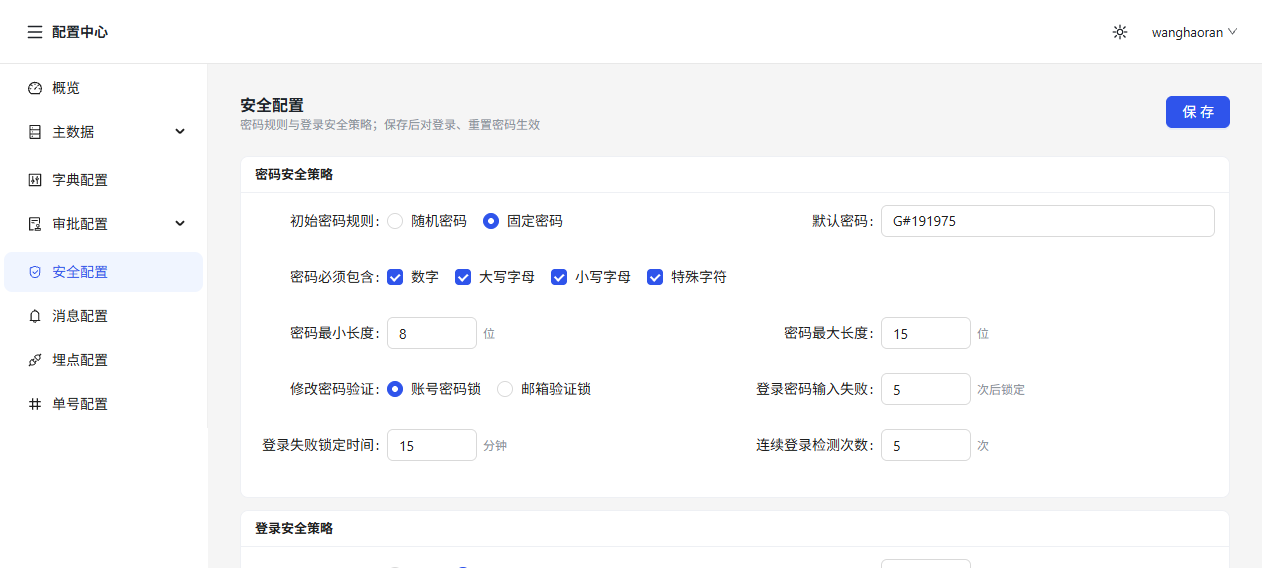 配置中心
wanghaoran
概览
主数据
字典配置
审批配置
安全配置
消息配置
埋点配置
单号配置
安全配置
密码规则与登录安全策略；保存后对登录、重置密码生效
保 存
密码安全策略
初始密码规则: 随机密码 固定密码 默认密码: G#191975
密码必须包含: 数字 大写字母 小写字母 特殊字符
密码最小长度: 8 位 密码最大长度: 15 位
修改密码验证: 账号密码锁 邮箱验证锁 登录密码输入失败: 5 次后锁定
登录失败锁定时间: 15 分钟 连续登录检测次数: 5 次
登录安全策略